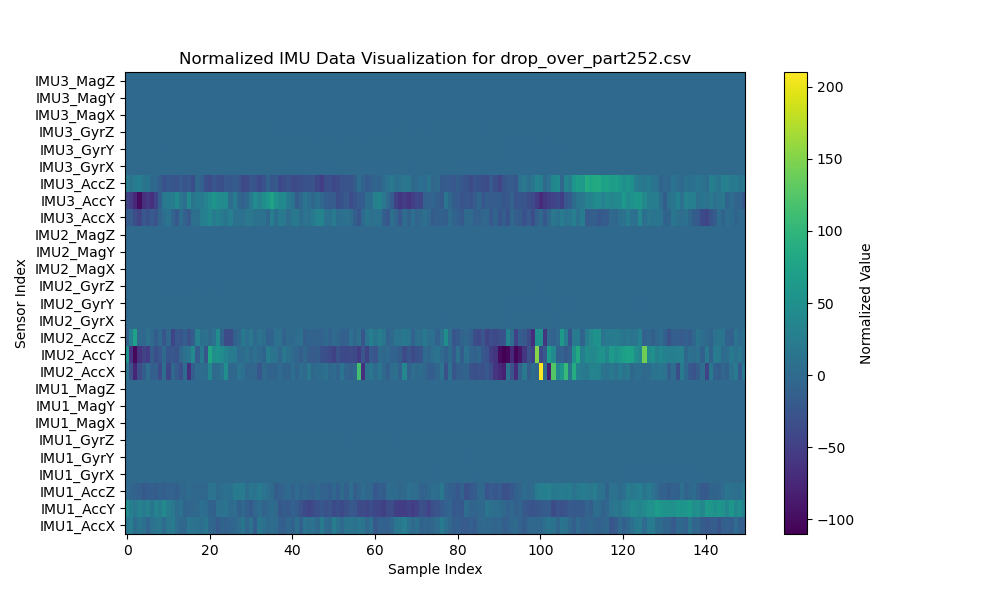 Normalized IMU Data Visualization for drop_over_part252.csv
IMU3_MagZ
IMU3_MagY
IMU3_MagX
IMU3_GyrZ
IMU3_GyrY
IMU3_GyrX
IMU3_AccZ
IMU3_AccY
IMU3_AccX
IMU2_MagZ
IMU2_MagY
IMU2_MagX
IMU2_GyrZ
IMU2_GyrY
IMU2_GyrX
IMU2_AccZ
IMU2_AccY
IMU2_AccX
IMU1_MagZ
IMU1_MagY
IMU1_MagX
IMU1_GyrZ
IMU1_GyrY
IMU1_GyrX
IMU1_AccZ
IMU1_AccY
IMU1_AccX
Sensor Index
0 20 40 60 80 100 120 140
Sample Index
200
150
100
50
0
−50
−100
Normalized Value